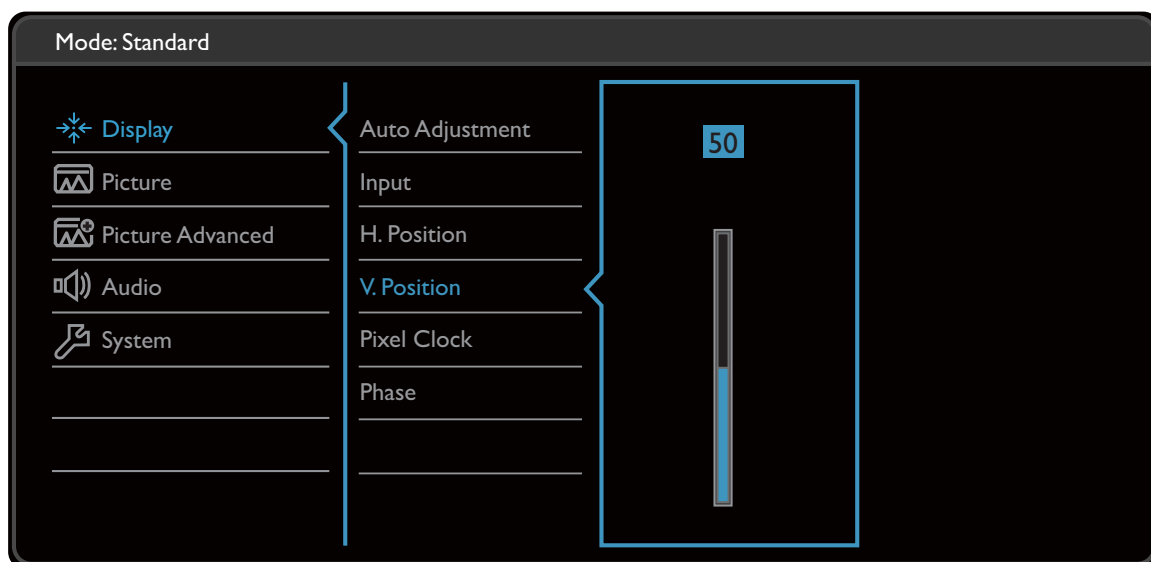 Mode: Standard
Display
Picture
Picture Advanced
Audio
System
Auto Adjustment
Input
H. Position
V. Position
Pixel Clock
Phase
50